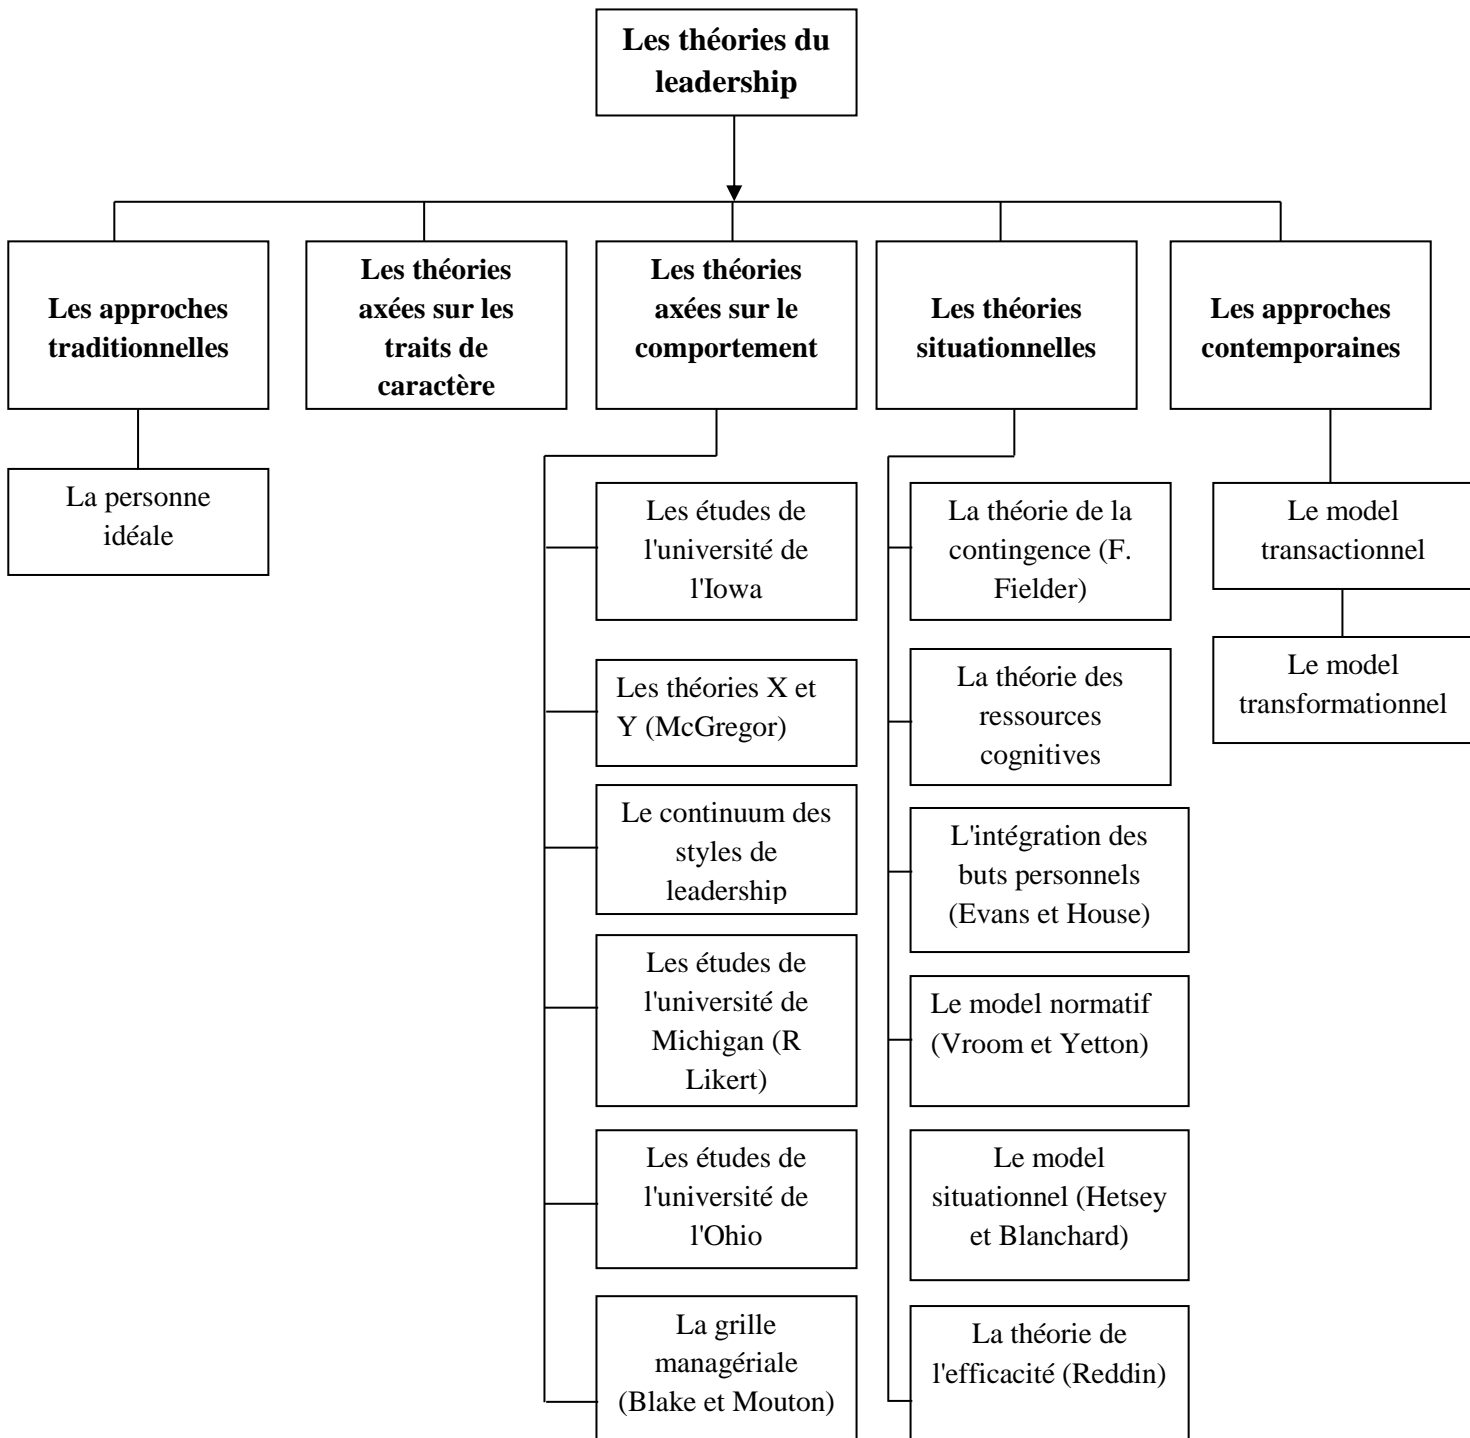 Les théories du
leadership
Les approches
traditionnelles
Les théories
axées sur les
traits de
caractère
Les théories
axées sur le
comportement
Les théories
situationnelles
Les approches
contemporaines
La personne
idéale
Les études de
l'université de
l'Iowa
Les théories X et
Y (McGregor)
Le continuum des
styles de
leadership
Les études de
l'université de
Michigan (R
Likert)
Les études de
l'université de
l'Ohio
La grille
managériale
(Blake et Mouton)
La théorie de la
contingence (F.
Fielder)
La théorie des
ressources
cognitives
L'intégration des
buts personnels
(Evans et House)
Le model normatif
(Vroom et Yetton)
Le model
situationnel (Hetsey
et Blanchard)
La théorie de
l'efficacité (Reddin)
Le model
transactionnel
Le model
transformationnel